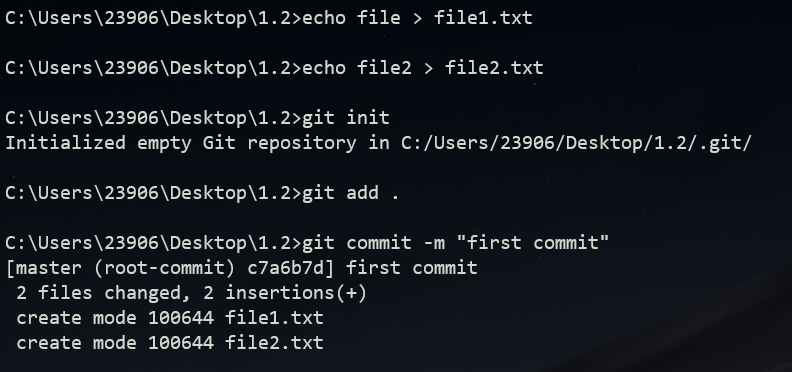 C:\Users\23906\Desktop\1.2>echo file > file1.txt
C:\Users\23906\Desktop\1.2>echo file2 > file2.txt
C:\Users\23906\Desktop\1.2>git init
Initialized empty Git repository in C:/Users/23906/Desktop/1.2/.git/
C:\Users\23906\Desktop\1.2>git add .
C:\Users\23906\Desktop\1.2>git commit -m "first commit"
[master (root-commit) c7a6b7d] first commit
 2 files changed, 2 insertions(+)
 create mode 100644 file1.txt
 create mode 100644 file2.txt